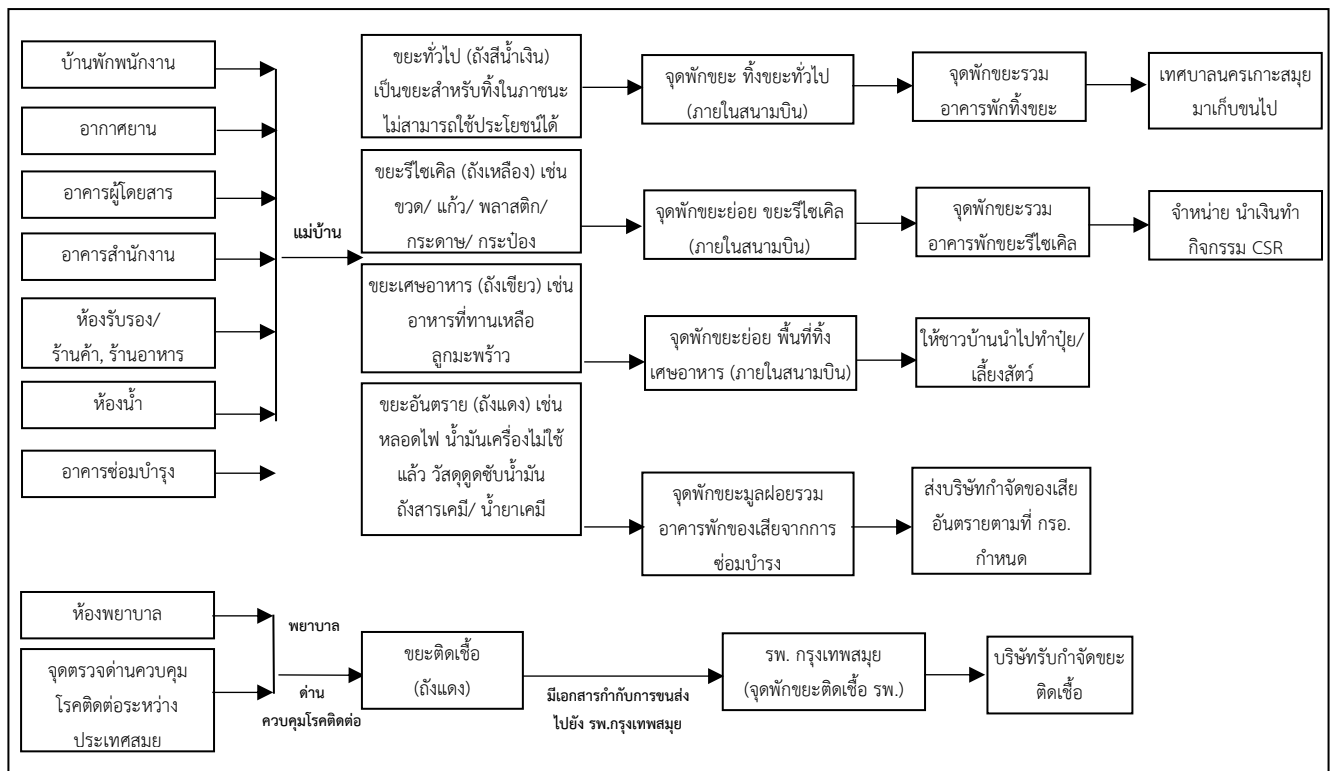 บ้านพักพนักงาน
อากาศยาน
อาคารผู้โดยสาร
อาคารสำนักงาน
ห้องรับรอง/
ร้านค้า, ร้านอาหาร
ห้องน้ำ
อาคารซ่อมบำรุง
แม่บ้าน
ขยะทั่วไป (ถังสีน้ำเงิน)
เป็นขยะสำหรับทิ้งในภาชนะ
ไม่สามารถใช้ประโยชน์ได้
จุดพักขยะ ทิ้งขยะทั่วไป
(ภายในสนามบิน)
จุดพักขยะรวม
อาคารพักทิ้งขยะ
เทศบาลนครเกาะสมุย
มาเก็บขนไป
ขยะรีไซเคิล (ถังเหลือง) เช่น
ขวด/ แก้ว/ พลาสติก/
กระดาษ/ กระป๋อง
จุดพักขยะย่อย ขยะรีไซเคิล
(ภายในสนามบิน)
จุดพักขยะรวม
อาคารพักขยะรีไซเคิล
จำหน่าย นำเงินทำ
กิจกรรม CSR
ขยะเศษอาหาร (ถังเขียว) เช่น
อาหารที่ทานเหลือ
ลูกมะพร้าว
จุดพักขยะย่อย พื้นที่ทิ้ง
เศษอาหาร (ภายในสนามบิน)
ให้ชาวบ้านนำไปทำปุ๋ย/
เลี้ยงสัตว์
ขยะอันตราย (ถังแดง) เช่น
หลอดไฟ น้ำมันเครื่องไม่ใช้
แล้ว วัสดุดูดซับน้ำมัน
ถังสารเคมี/ น้ำยาเคมี
จุดพักขยะมูลฝอยรวม
อาคารพักของเสียจากการ
ซ่อมบำรุง
ส่งบริษัทกำจัดของเสีย
อันตรายตามที่ กรอ.
กำหนด
ห้องพยาบาล
จุดตรวจด่านควบคุม
โรคติดต่อระหว่าง
ประเทศสมุย
พยาบาล
ด่าน
ควบคุมโรคติดต่อ
ขยะติดเชื้อ
(ถังแดง)
มีเอกสารกำกับการขนส่ง
ไปยัง รพ.กรุงเทพสมุย
รพ. กรุงเทพสมุย
(จุดพักขยะติดเชื้อ รพ.)
บริษัทรับกำจัดขยะ
ติดเชื้อ